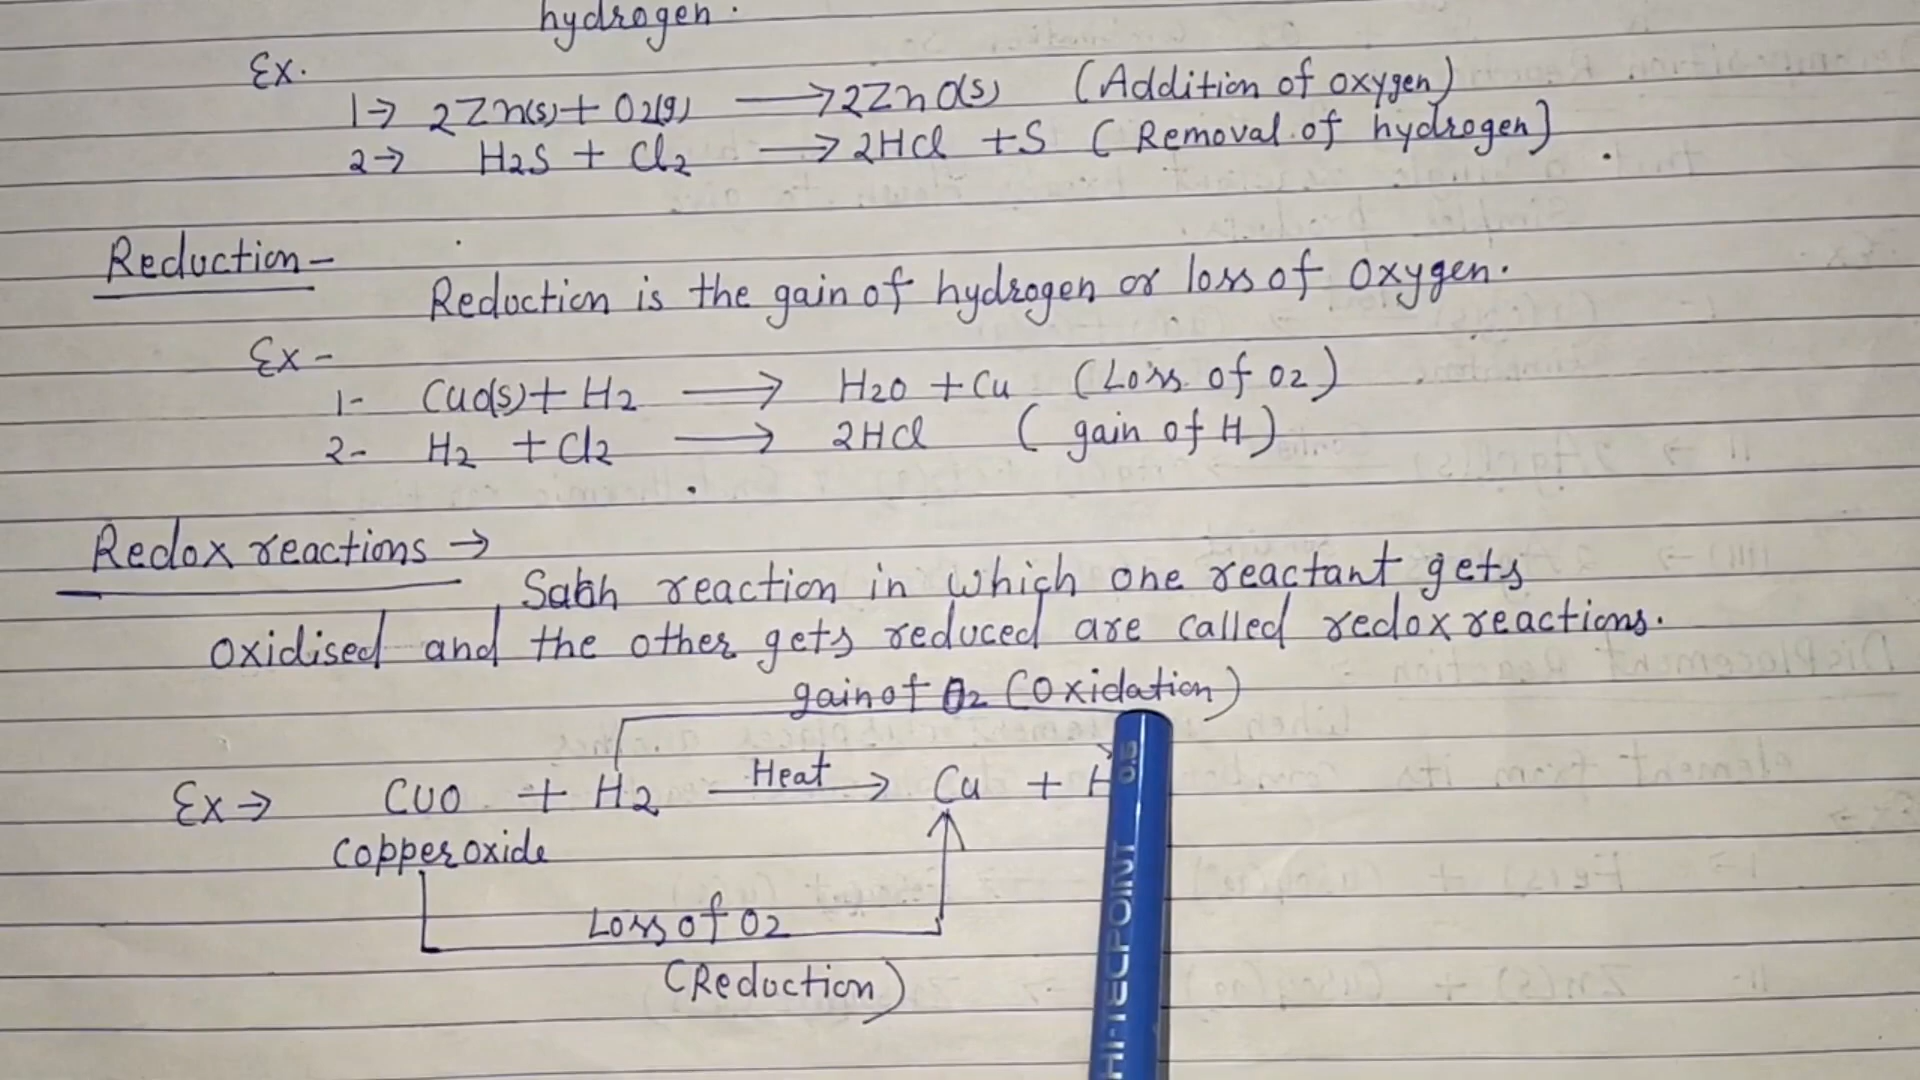 hydrogen.
Ex.
1→ 2Zn(s) + O2(g) ⟶ 2ZnO(s) (Addition of oxygen)
2→ H2S + Cl2 ⟶ 2HCl + S (Removal of hydrogen)
Reduction-
Reduction is the gain of hydrogen or loss of oxygen.
Ex-
1- CuO(s) + H2 ⟶ H2O + Cu (Loss of O2)
2- H2 + Cl2 ⟶ 2HCl (gain of H)
Redox reactions →
reaction in which one reactant gets
oxidised and the other gets reduced are called redox reactions.
gain of O2 (Oxidation)
Ex→ CuO + H2 Heat → Cu + H
Copper oxide
Loss of O2
(Reduction)
HI-TECPOINT 0.5